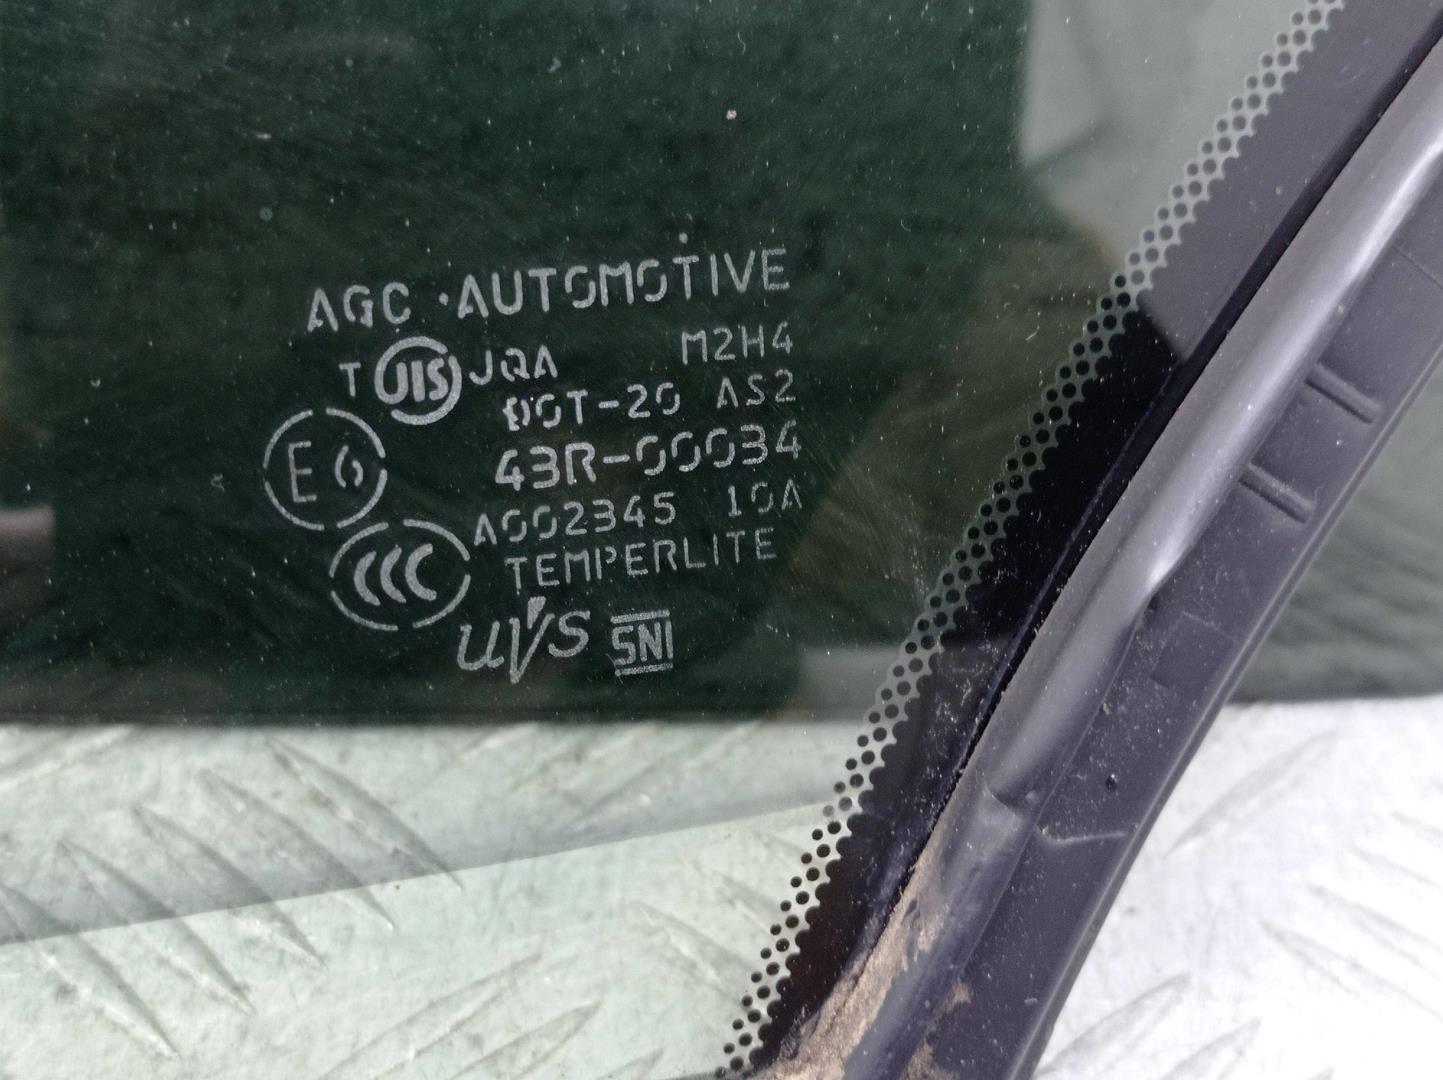 AGC · AUTOMOTIVE
M2H4
T JIS JQA
DOT-20 AS2
E6 43R-00034
A002345 10A
CCC TEMPERLITE
UVS SNI